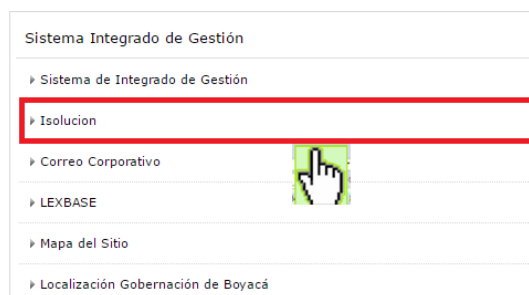 Sistema Integrado de Gestión
Sistema de Integrado de Gestión
Isolucion
Correo Corporativo
LEXBASE
Mapa del Sitio
Localización Gobernación de Boyacá